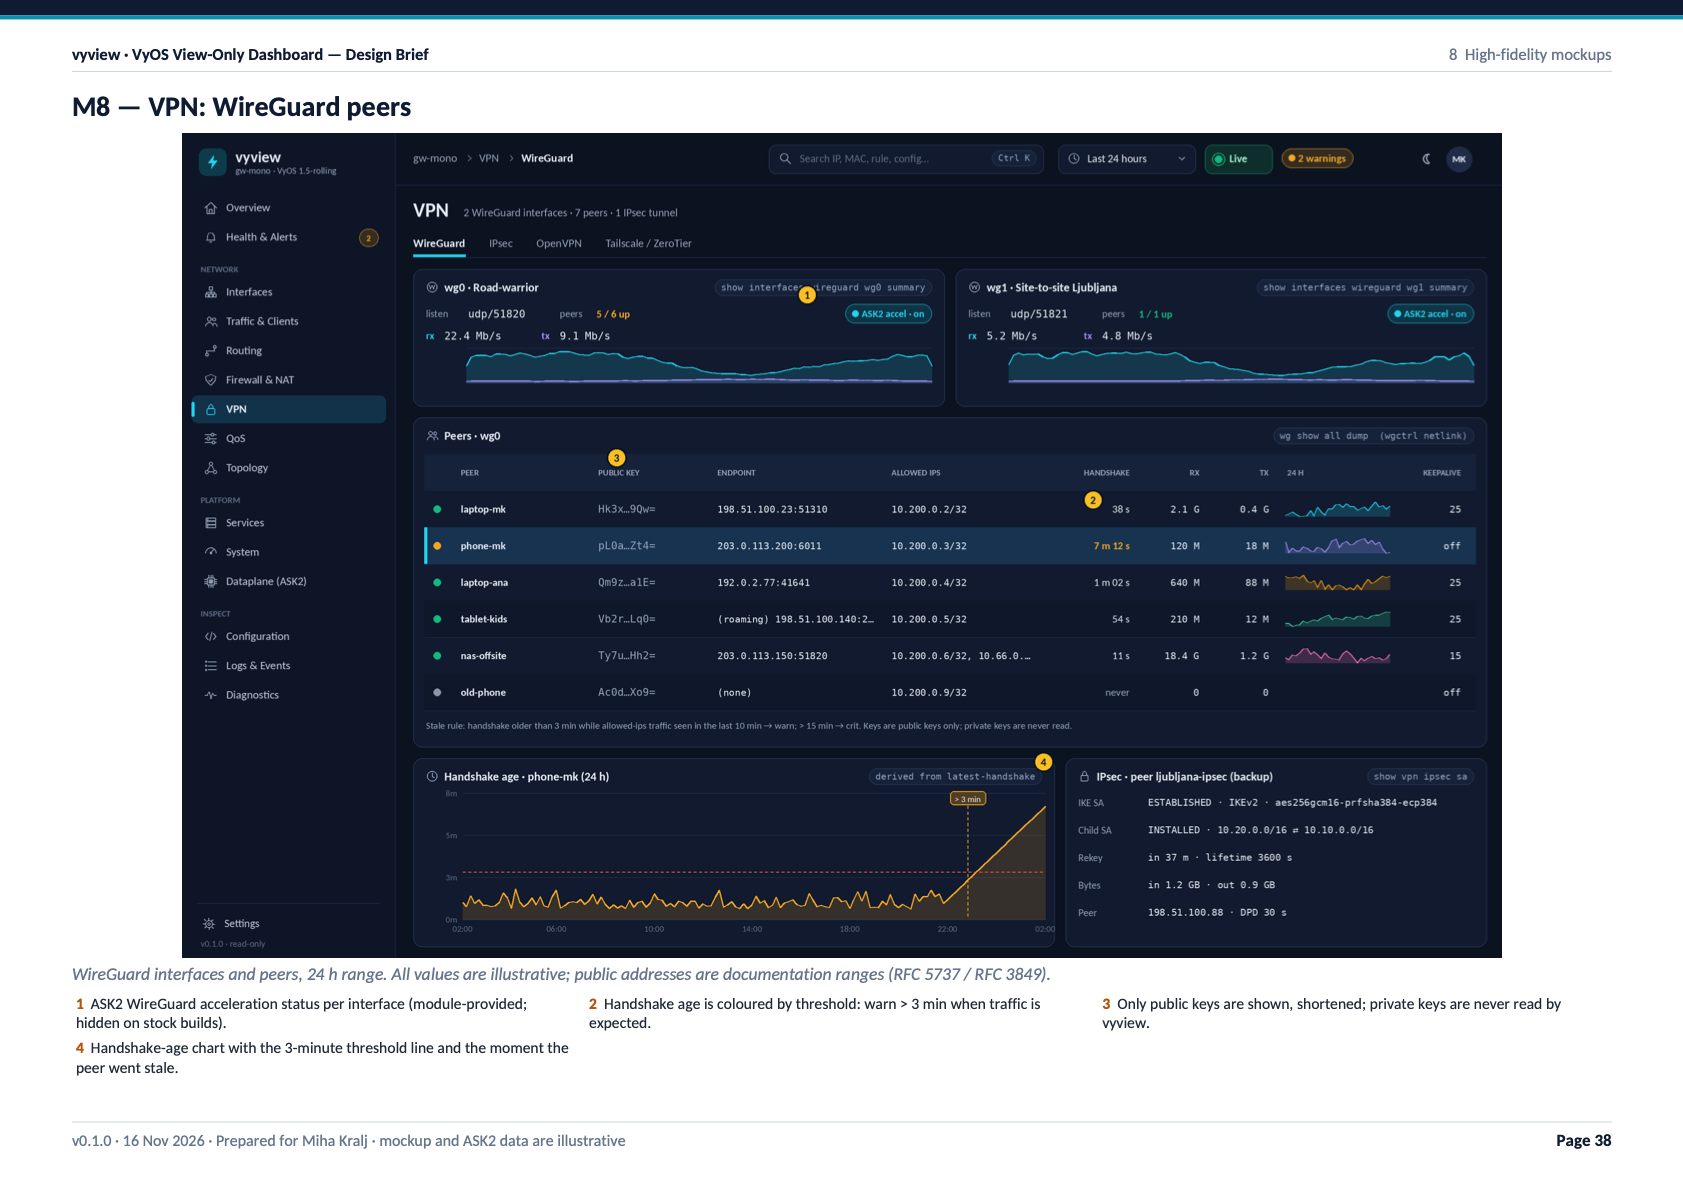 vyview · VyOS View-Only Dashboard — Design Brief
8 High-fidelity mockups
M8 — VPN: WireGuard peers
vyview
gw-mono · VyOS 1.5-rolling
Overview
Health & Alerts
2
NETWORK
Interfaces
Traffic & Clients
Routing
Firewall & NAT
VPN
QoS
Topology
PLATFORM
Services
System
Dataplane (ASK2)
INSPECT
Configuration
Logs & Events
Diagnostics
Settings
v0.1.0 · read-only
gw-mono > VPN > WireGuard
Search IP, MAC, rule, config... Ctrl K
Last 24 hours
Live
2 warnings
MK
VPN 2 WireGuard interfaces · 7 peers · 1 IPsec tunnel
WireGuard IPsec OpenVPN Tailscale / ZeroTier
wg0 · Road-warrior
show interfaces wireguard wg0 summary
1
listen udp/51820 peers 5 / 6 up
ASK2 accel · on
rx 22.4 Mb/s tx 9.1 Mb/s
wg1 · Site-to-site Ljubljana
show interfaces wireguard wg1 summary
listen udp/51821 peers 1 / 1 up
ASK2 accel · on
rx 5.2 Mb/s tx 4.8 Mb/s
Peers · wg0
wg show all dump (wgctrl netlink)
3
PEER PUBLIC KEY ENDPOINT ALLOWED IPS HANDSHAKE RX TX 24 H KEEPALIVE
2
laptop-mk Hk3x…9Qw= 198.51.100.23:51310 10.200.0.2/32 38 s 2.1 G 0.4 G 25
phone-mk pL0a…Zt4= 203.0.113.200:6011 10.200.0.3/32 7 m 12 s 120 M 18 M off
laptop-ana Qm9z…a1E= 192.0.2.77:41641 10.200.0.4/32 1 m 02 s 640 M 88 M 25
tablet-kids Vb2r…Lq0= (roaming) 198.51.100.140:2… 10.200.0.5/32 54 s 210 M 12 M 25
nas-offsite Ty7u…Hh2= 203.0.113.150:51820 10.200.0.6/32, 10.66.0.… 11 s 18.4 G 1.2 G 15
old-phone Ac0d…Xo9= (none) 10.200.0.9/32 never 0 0 off
Stale rule: handshake older than 3 min while allowed-ips traffic seen in the last 10 min → warn; > 15 min → crit. Keys are public keys only; private keys are never read.
Handshake age · phone-mk (24 h)
derived from latest-handshake
4
8m
5m
3m
0m
> 3 min
02:00 06:00 10:00 14:00 18:00 22:00 02:00
IPsec · peer ljubljana-ipsec (backup)
show vpn ipsec sa
IKE SA ESTABLISHED · IKEv2 · aes256gcm16-prfsha384-ecp384
Child SA INSTALLED · 10.20.0.0/16 ⇄ 10.10.0.0/16
Rekey in 37 m · lifetime 3600 s
Bytes in 1.2 GB · out 0.9 GB
Peer 198.51.100.88 · DPD 30 s
WireGuard interfaces and peers, 24 h range. All values are illustrative; public addresses are documentation ranges (RFC 5737 / RFC 3849).
1 ASK2 WireGuard acceleration status per interface (module-provided;
hidden on stock builds).
2 Handshake age is coloured by threshold: warn > 3 min when traffic is
expected.
3 Only public keys are shown, shortened; private keys are never read by
vyview.
4 Handshake-age chart with the 3-minute threshold line and the moment the
peer went stale.
v0.1.0 · 16 Nov 2026 · Prepared for Miha Kralj · mockup and ASK2 data are illustrative
Page 38